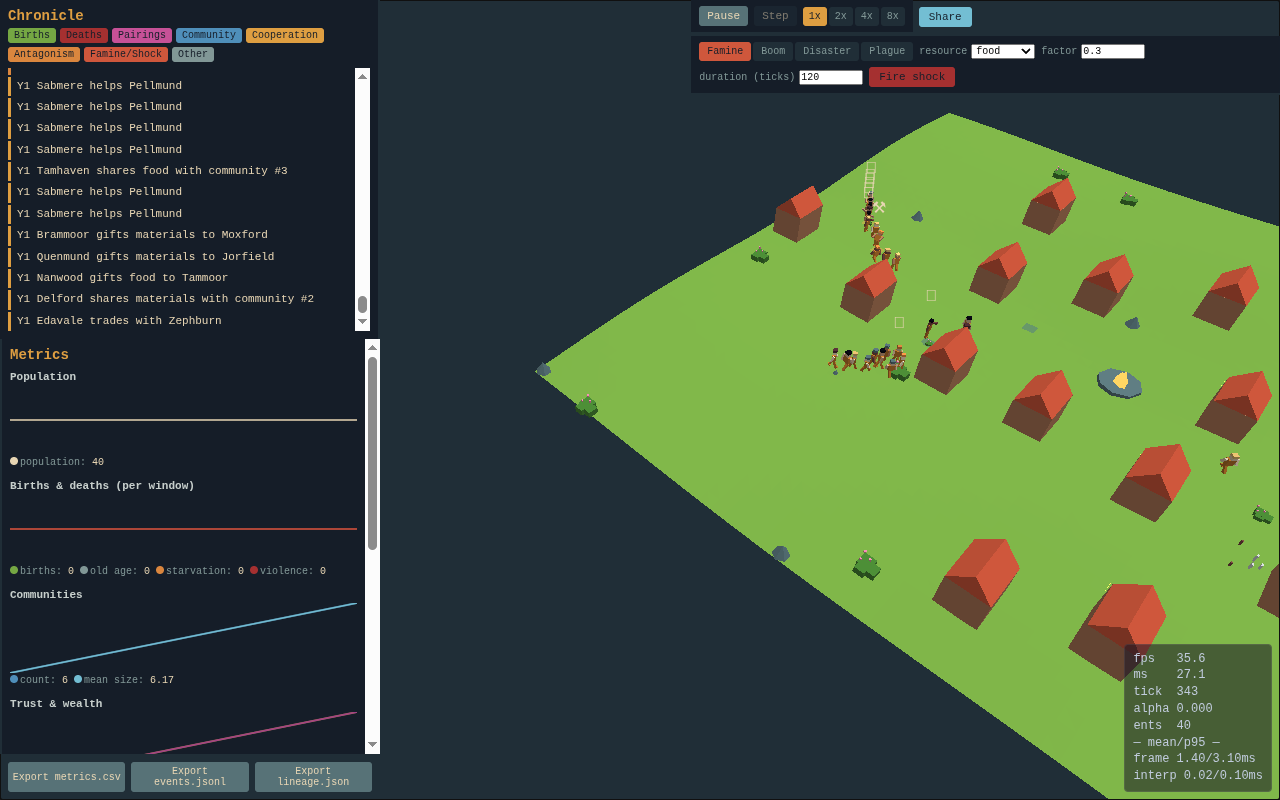 Chronicle
Births Deaths Pairings Community Cooperation
Antagonism Famine/Shock Other
Y1 Sabmere helps Pellmund
Y1 Sabmere helps Pellmund
Y1 Sabmere helps Pellmund
Y1 Sabmere helps Pellmund
Y1 Tamhaven shares food with community #3
Y1 Sabmere helps Pellmund
Y1 Sabmere helps Pellmund
Y1 Brammoor gifts materials to Moxford
Y1 Quenmund gifts materials to Jorfield
Y1 Nanwood gifts food to Tammoor
Y1 Delford shares materials with community #2
Y1 Edavale trades with Zephburn
Metrics
Population
population: 40
Births & deaths (per window)
births: 0 old age: 0 starvation: 0 violence: 0
Communities
count: 6 mean size: 6.17
Trust & wealth
Export metrics.csv
Export events.jsonl
Export lineage.json
Pause Step 1x 2x 4x 8x Share
Famine Boom Disaster Plague resource food factor 0.3
duration (ticks) 120 Fire shock
fps 35.6
ms 27.1
tick 343
alpha 0.000
ents 40
— mean/p95 —
frame 1.40/3.10ms
interp 0.02/0.10ms